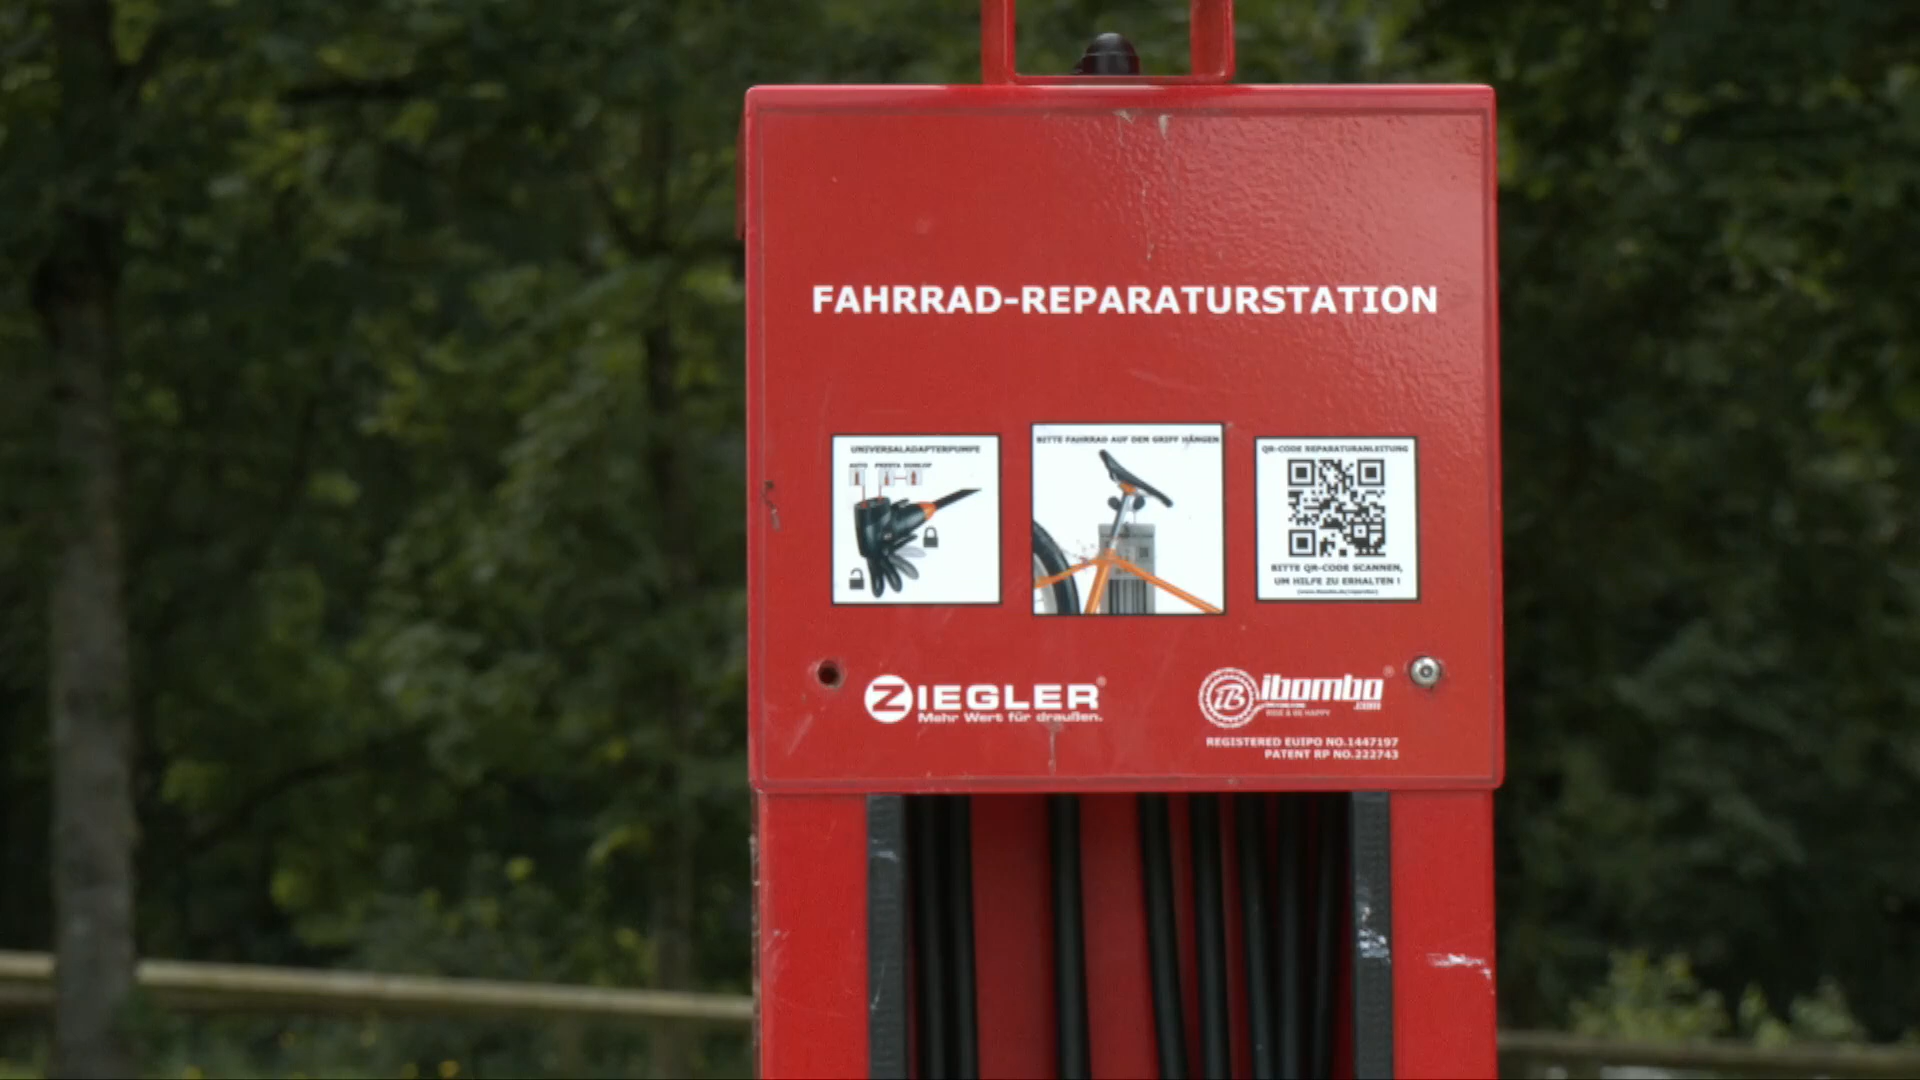 FAHRRAD-REPARATURSTATION
UNIVERSALADAPTERPUMPE
AUTO PRESTA DUNLOP
BITTE FAHRRAD AUF DEN GRIFF HÄNGEN
QR-CODE REPARATURANLEITUNG
BITTE QR-CODE SCANNEN,
UM HILFE ZU ERHALTEN !
ZIEGLER®
Mehr Wert für draußen.
iB ibombo®
.com
RIDE & BE HAPPY
REGISTERED EUIPO NO.1447197
PATENT RP NO.222743